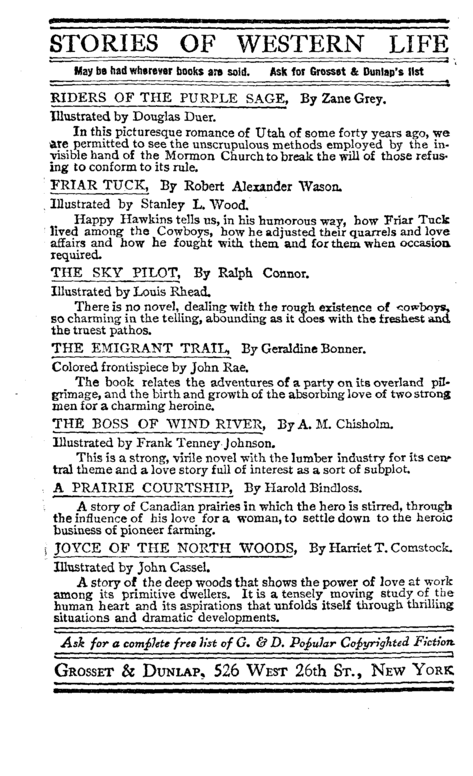 STORIES OF WESTERN LIFE
May be had wherever books are sold. Ask for Grosset & Dunlap's list
RIDERS OF THE PURPLE SAGE, By Zane Grey.
Illustrated by Douglas Duer.
In this picturesque romance of Utah of some forty years ago, we
are permitted to see the unscrupulous methods employed by the in-
visible hand of the Mormon Church to break the will of those refus-
ing to conform to its rule.
FRIAR TUCK, By Robert Alexander Wason.
Illustrated by Stanley L. Wood.
Happy Hawkins tells us, in his humorous way, how Friar Tuck
lived among the Cowboys, how he adjusted their quarrels and love
affairs and how he fought with them and for them when occasion
required.
THE SKY PILOT, By Ralph Connor.
Illustrated by Louis Rhead.
There is no novel, dealing with the rough existence of cowboys,
so charming in the telling, abounding as it does with the freshest and
the truest pathos.
THE EMIGRANT TRAIL, By Geraldine Bonner.
Colored frontispiece by John Rae.
The book relates the adventures of a party on its overland pil-
grimage, and the birth and growth of the absorbing love of two strong
men for a charming heroine.
THE BOSS OF WIND RIVER, By A. M. Chisholm.
Illustrated by Frank Tenney Johnson.
This is a strong, virile novel with the lumber industry for its cen-
tral theme and a love story full of interest as a sort of subplot.
A PRAIRIE COURTSHIP, By Harold Bindloss.
A story of Canadian prairies in which the hero is stirred, through
the influence of his love for a woman, to settle down to the heroic
business of pioneer farming.
JOYCE OF THE NORTH WOODS, By Harriet T. Comstock.
Illustrated by John Cassel.
A story of the deep woods that shows the power of love at work
among its primitive dwellers. It is a tensely moving study of the
human heart and its aspirations that unfolds itself through thrilling
situations and dramatic developments.
Ask for a complete free list of G. & D. Popular Copyrighted Fiction
GROSSET & DUNLAP, 526 WEST 26th ST., NEW YORK